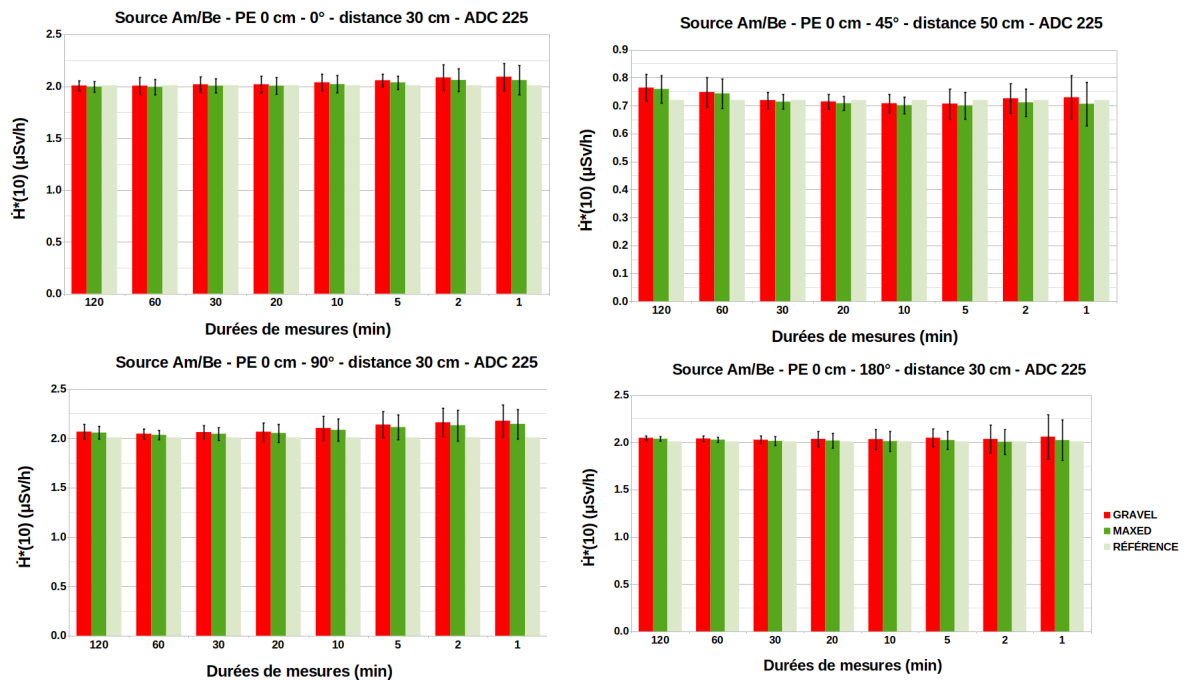 Source Am/Be - PE 0 cm - 0° - distance 30 cm - ADC 225
Ḣ*(10) (µSv/h)
2.5
2.0
1.5
1.0
0.5
0.0
120 60 30 20 10 5 2 1
Durées de mesures (min)
Source Am/Be - PE 0 cm - 45° - distance 50 cm - ADC 225
Ḣ*(10) (µSv/h)
0.9
0.8
0.7
0.6
0.5
0.4
0.3
0.2
0.1
0.0
120 60 30 20 10 5 2 1
Durées de mesures (min)
Source Am/Be - PE 0 cm - 90° - distance 30 cm - ADC 225
Ḣ*(10) (µSv/h)
2.5
2.0
1.5
1.0
0.5
0.0
120 60 30 20 10 5 2 1
Durées de mesures (min)
Source Am/Be - PE 0 cm - 180° - distance 30 cm - ADC 225
Ḣ*(10) (µSv/h)
2.5
2.0
1.5
1.0
0.5
0.0
120 60 30 20 10 5 2 1
Durées de mesures (min)
GRAVEL
MAXED
RÉFÉRENCE